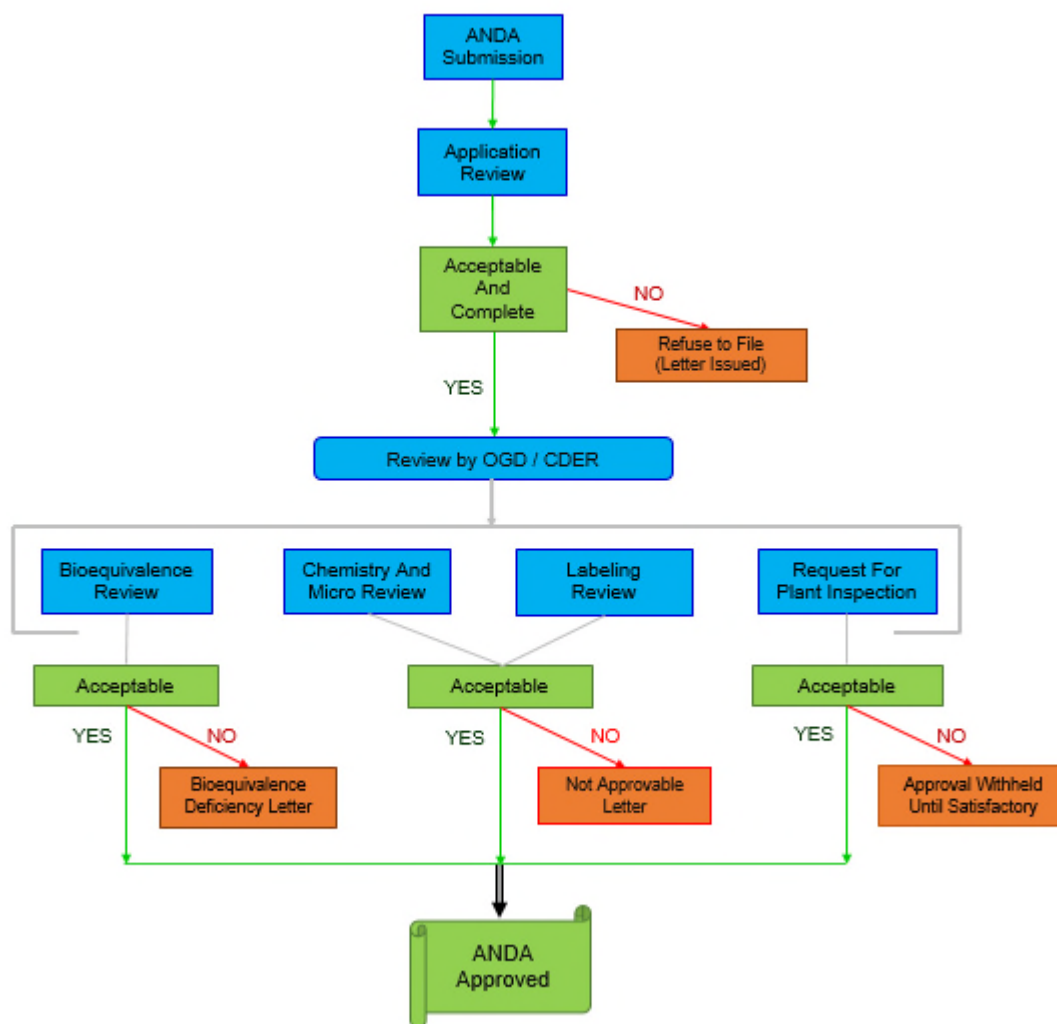 ANDA
Submission
Application
Review
Acceptable
And
Complete
NO
Refuse to File
(Letter Issued)
YES
Review by OGD / CDER
Bioequivalence
Review
Chemistry And
Micro Review
Labeling
Review
Request For
Plant Inspection
Acceptable
Acceptable
Acceptable
YES
NO
YES
NO
YES
NO
Bioequivalence
Deficiency Letter
Not Approvable
Letter
Approval Withheld
Until Satisfactory
ANDA
Approved